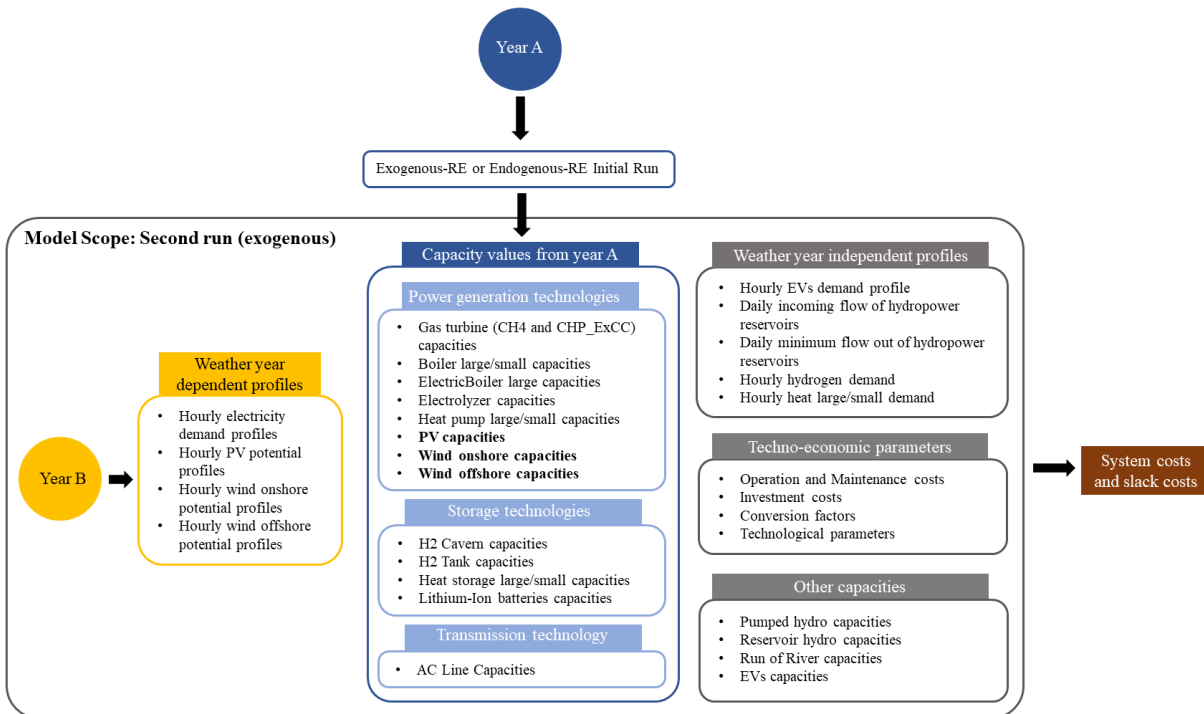 Year A
Exogenous-RE or Endogenous-RE Initial Run
Model Scope: Second run (exogenous)
Year B
Weather year
dependent profiles
• Hourly electricity
demand profiles
• Hourly PV potential
profiles
• Hourly wind onshore
potential profiles
• Hourly wind offshore
potential profiles
Capacity values from year A
Power generation technologies
• Gas turbine (CH4 and CHP_ExCC)
capacities
• Boiler large/small capacities
• ElectricBoiler large capacities
• Electrolyzer capacities
• Heat pump large/small capacities
• PV capacities
• Wind onshore capacities
• Wind offshore capacities
Storage technologies
• H2 Cavern capacities
• H2 Tank capacities
• Heat storage large/small capacities
• Lithium-Ion batteries capacities
Transmission technology
• AC Line Capacities
Weather year independent profiles
• Hourly EVs demand profile
• Daily incoming flow of hydropower
reservoirs
• Daily minimum flow out of hydropower
reservoirs
• Hourly hydrogen demand
• Hourly heat large/small demand
Techno-economic parameters
• Operation and Maintenance costs
• Investment costs
• Conversion factors
• Technological parameters
Other capacities
• Pumped hydro capacities
• Reservoir hydro capacities
• Run of River capacities
• EVs capacities
System costs
and slack costs